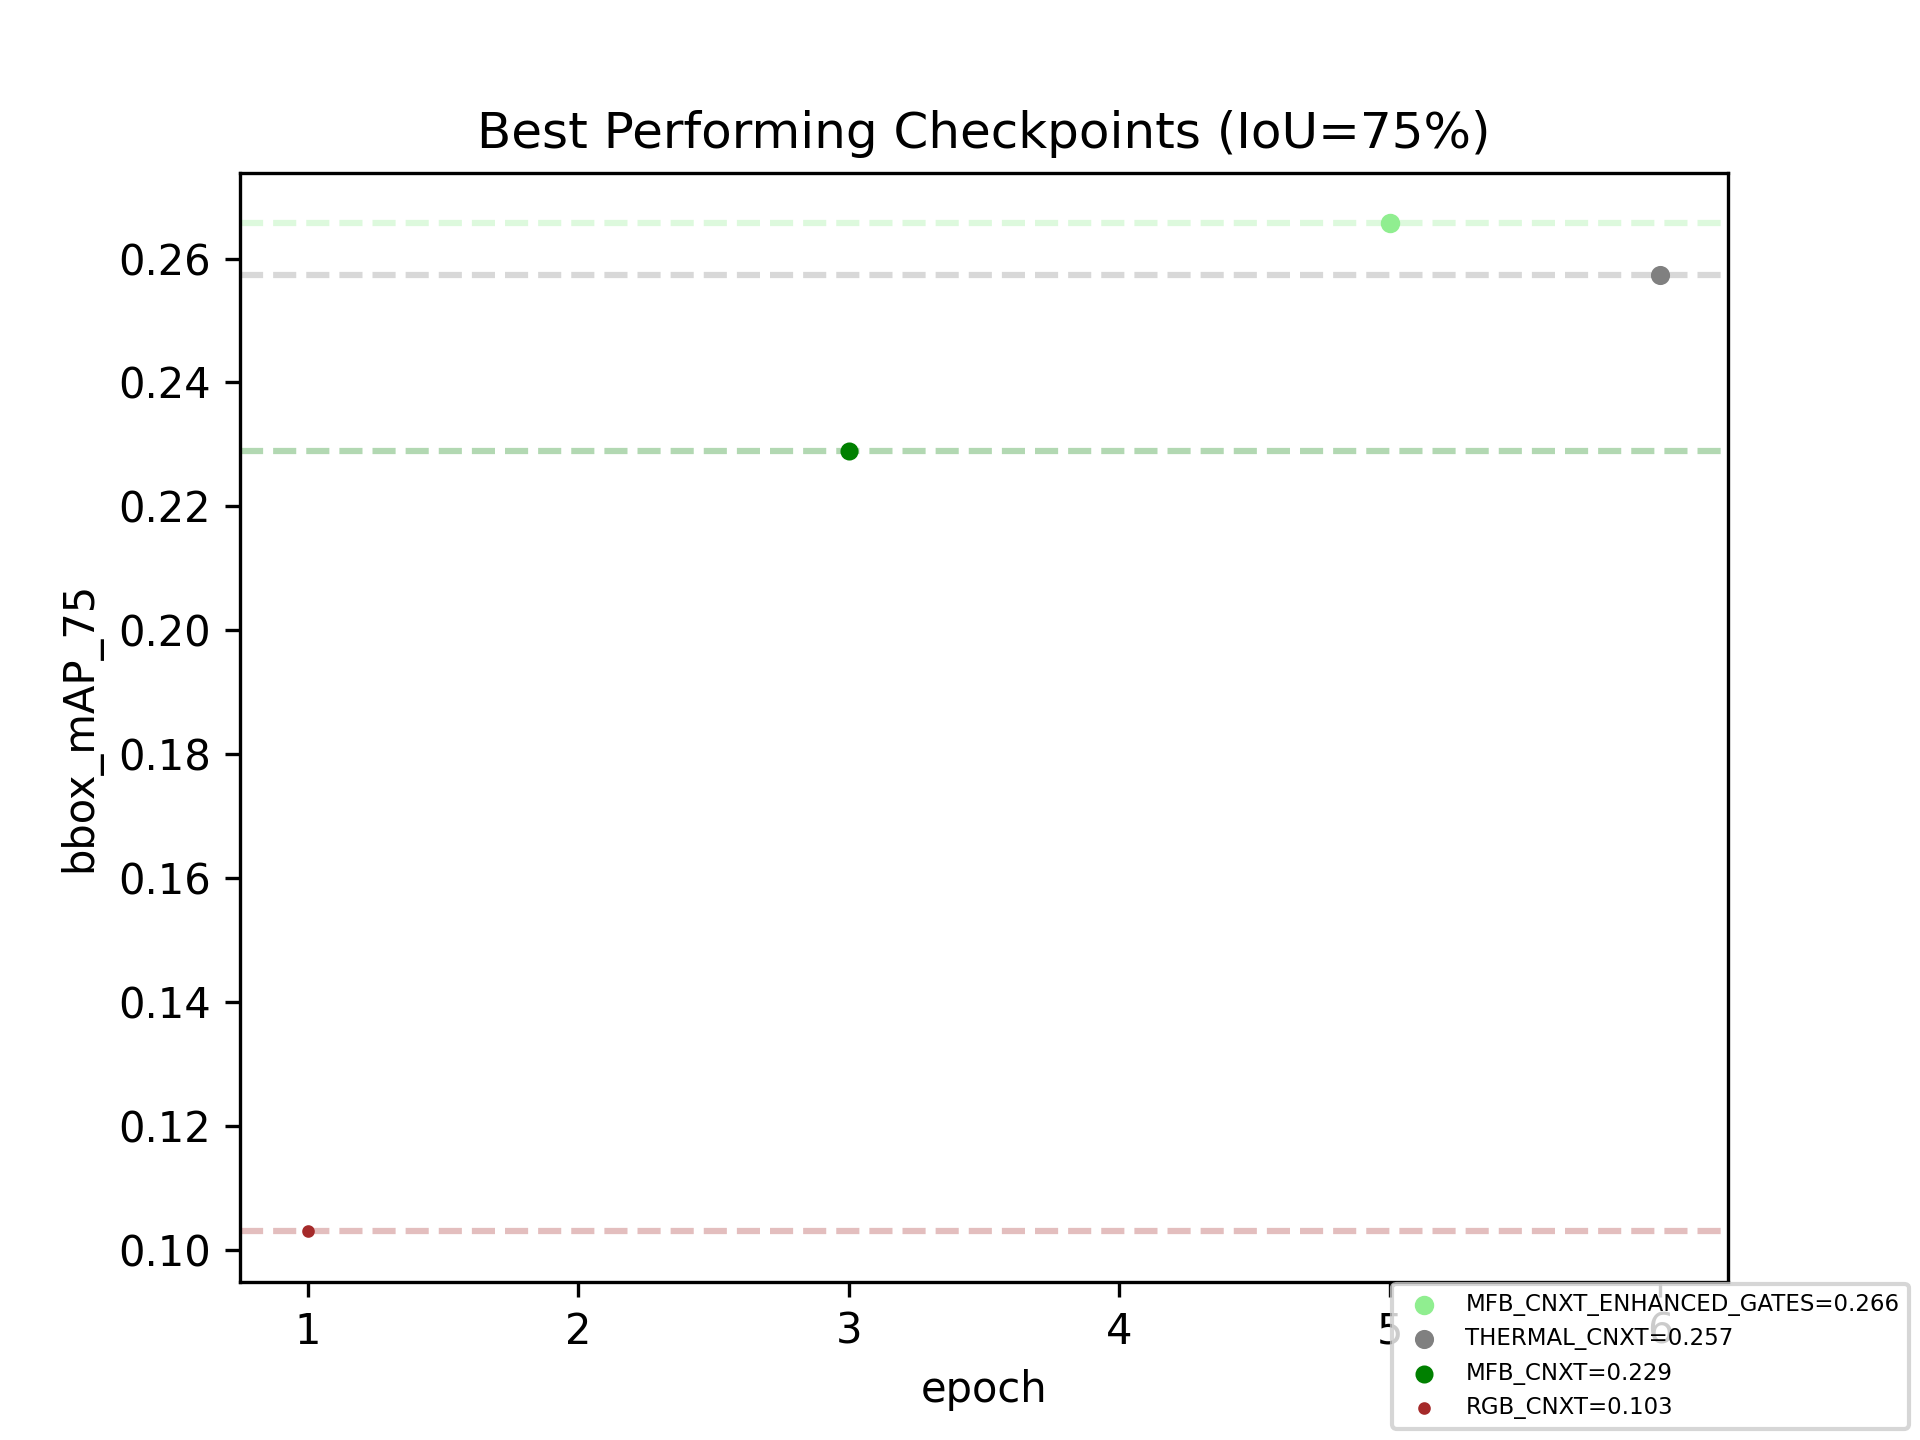 Best Performing Checkpoints (IoU=75%)
bbox_mAP_75
0.26
0.24
0.22
0.20
0.18
0.16
0.14
0.12
0.10
1 2 3 4 5 6
epoch
MFB_CNXT_ENHANCED_GATES=0.266
THERMAL_CNXT=0.257
MFB_CNXT=0.229
RGB_CNXT=0.103